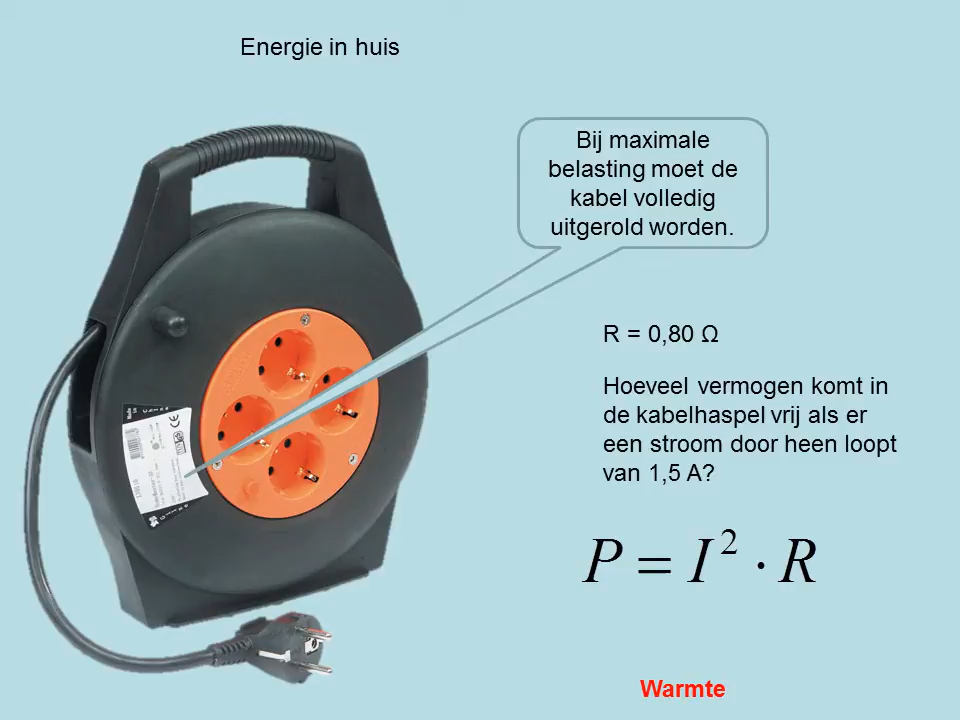 Energie in huis
Bij maximale
belasting moet de
kabel volledig
uitgerold worden.
R = 0,80 Ω
Hoeveel vermogen komt in
de kabelhaspel vrij als er
een stroom door heen loopt
van 1,5 A?
P = I² · R
Warmte
CE